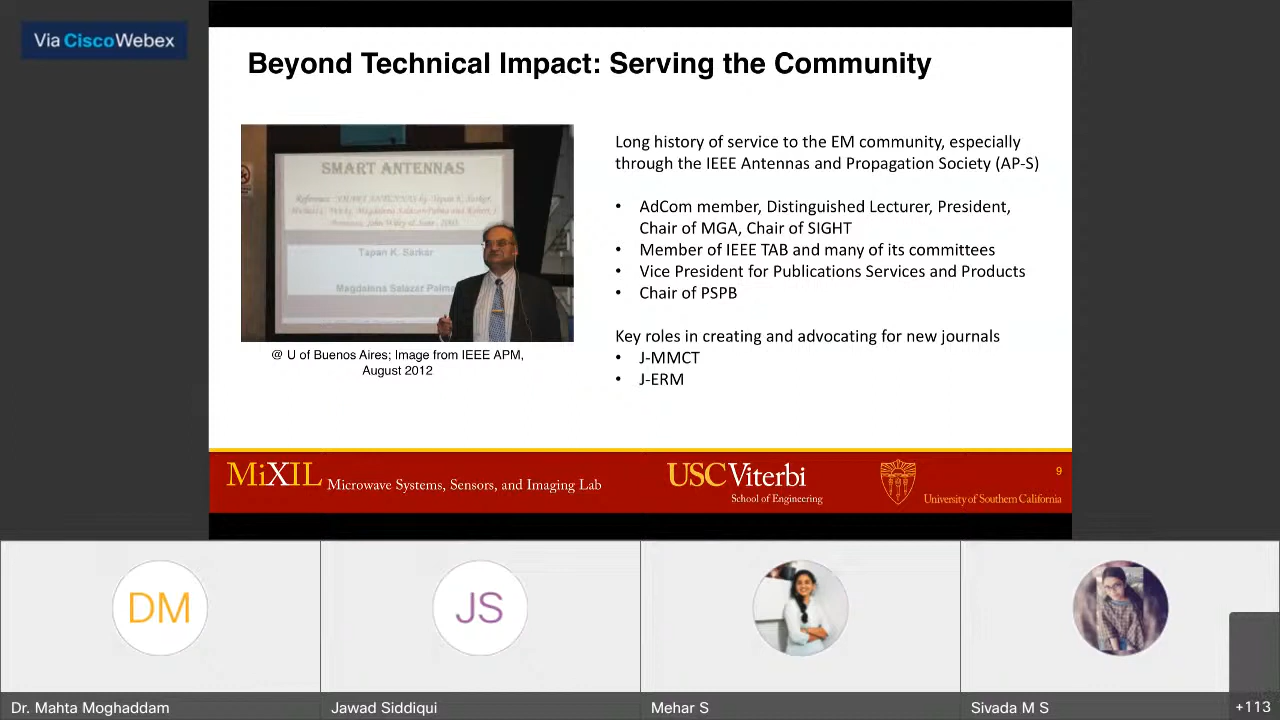 Via Cisco Webex
Beyond Technical Impact: Serving the Community
SMART ANTENNAS
Tapan K. Sarkar
Magdalena Salazar Palma
@ U of Buenos Aires; Image from IEEE APM,
August 2012
Long history of service to the EM community, especially
through the IEEE Antennas and Propagation Society (AP-S)
• AdCom member, Distinguished Lecturer, President,
Chair of MGA, Chair of SIGHT
• Member of IEEE TAB and many of its committees
• Vice President for Publications Services and Products
• Chair of PSPB
Key roles in creating and advocating for new journals
• J-MMCT
• J-ERM
MiXIL Microwave Systems, Sensors, and Imaging Lab
USC Viterbi
School of Engineering
University of Southern California
9
DM
JS
Dr. Mahta Moghaddam
Jawad Siddiqui
Mehar S
Sivada M S
+113